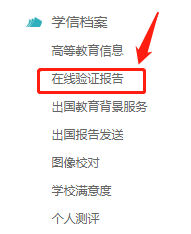 学信档案
高等教育信息
在线验证报告
出国教育背景服务
出国报告发送
图像校对
学校满意度
个人测评